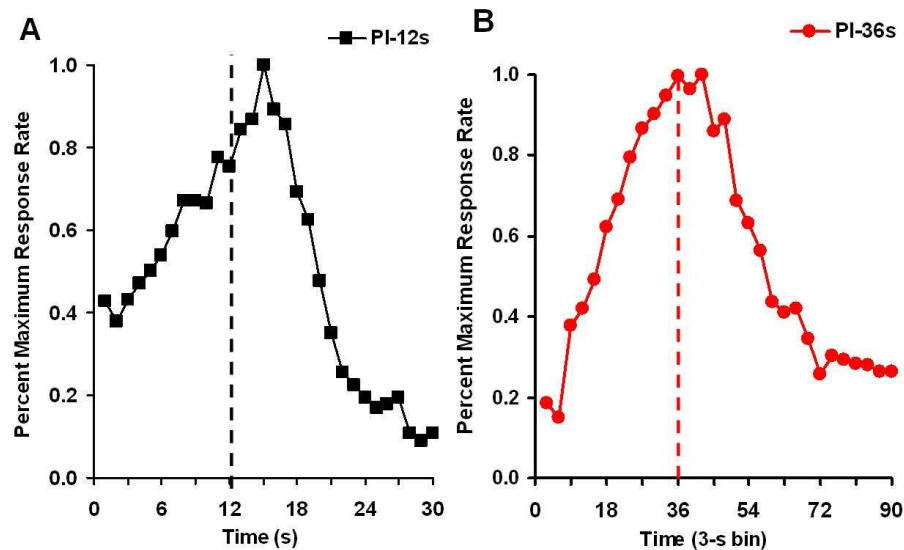 A
PI-12s
Percent Maximum Response Rate
1.0
0.8
0.6
0.4
0.2
0.0
0 6 12 18 24 30
Time (s)
B
PI-36s
Percent Maximum Response Rate
1.0
0.8
0.6
0.4
0.2
0.0
0 18 36 54 72 90
Time (3-s bin)